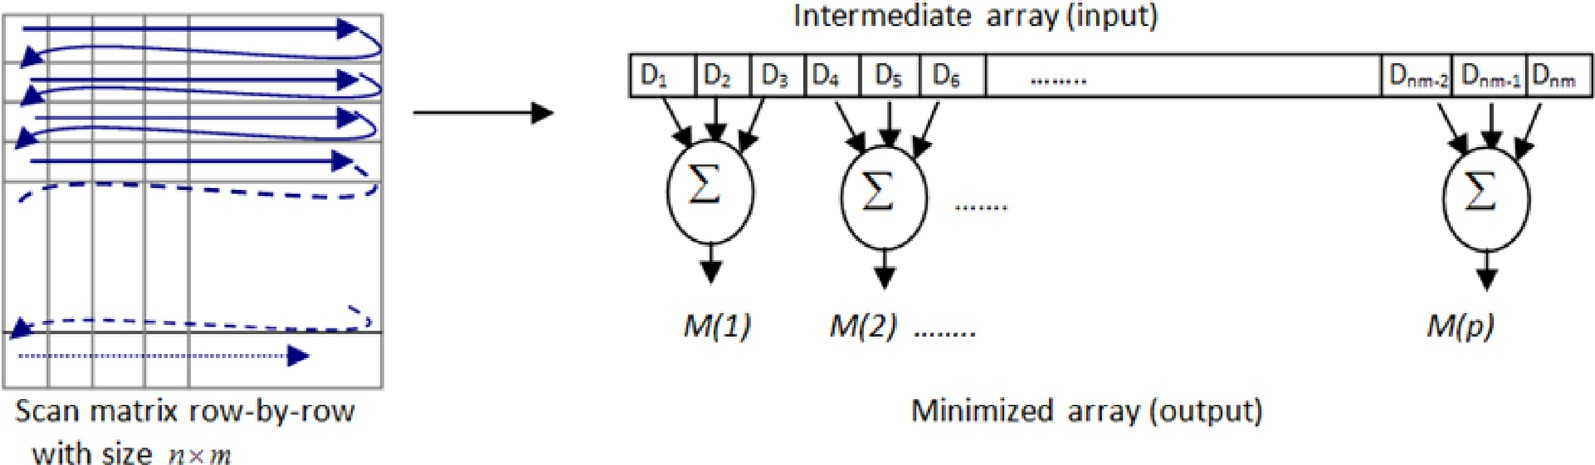 Intermediate array (input)
D₁ D₂ D₃ D₄ D₅ D₆ ........ Dₙₘ₋₂ Dₙₘ₋₁ Dₙₘ
Σ Σ ....... Σ
M(1) M(2) ........ M(p)
Scan matrix row-by-row
with size n×m
Minimized array (output)